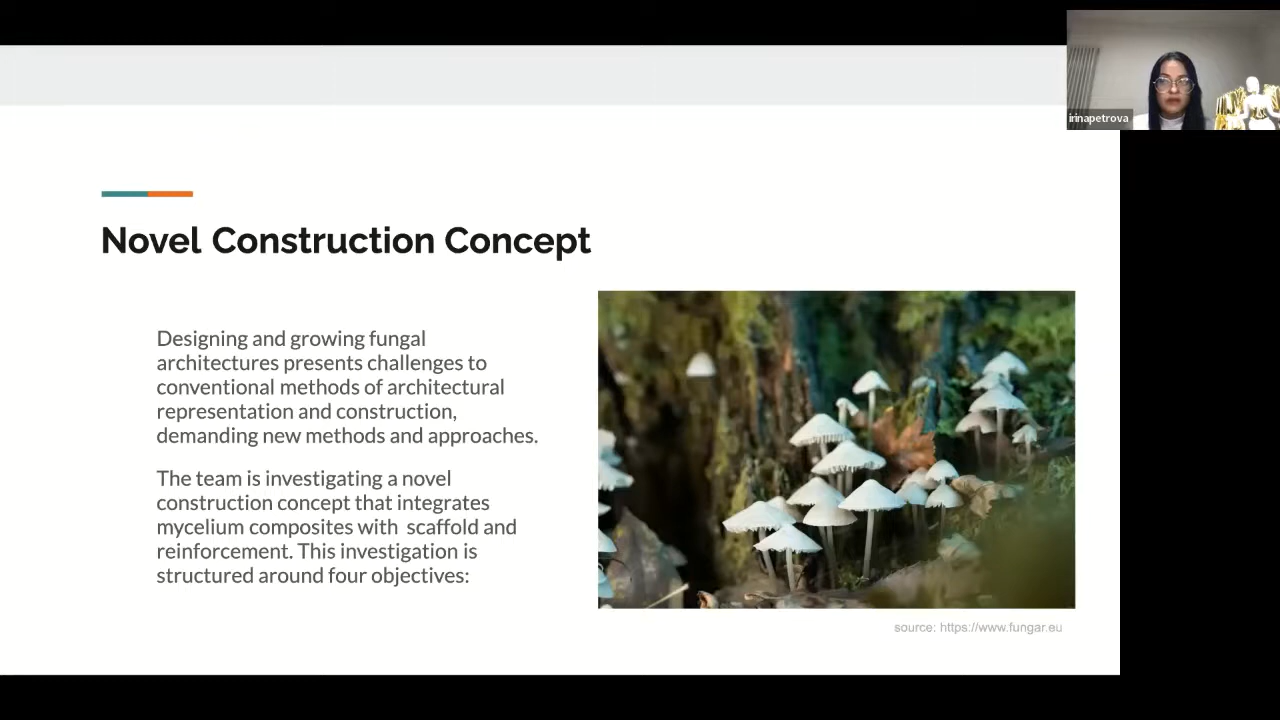 irinapetrova
Novel Construction Concept
Designing and growing fungal
architectures presents challenges to
conventional methods of architectural
representation and construction,
demanding new methods and approaches.
The team is investigating a novel
construction concept that integrates
mycelium composites with  scaffold and
reinforcement. This investigation is
structured around four objectives:
source: https://www.fungar.eu